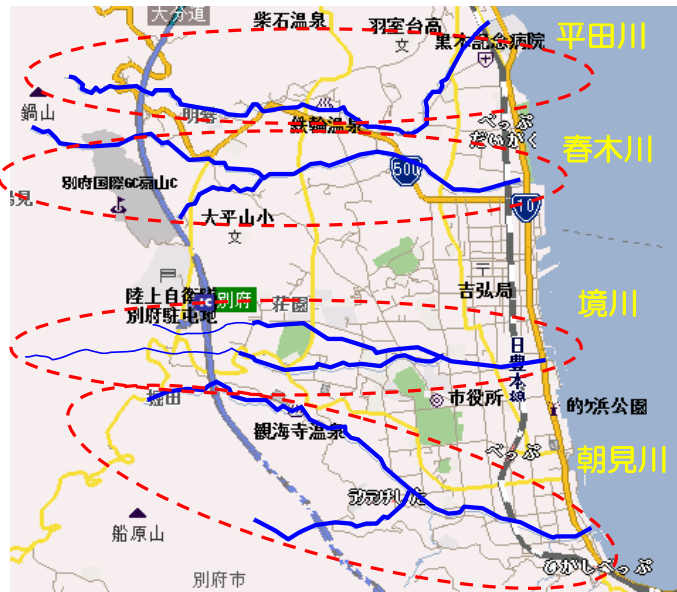 大分道
柴石温泉
羽室台高
文
黒木記念病院
平田川
鍋山
明礬
鉄輪温泉
べっぷ
だいがく
春木川
500
別府国際GC扇山C
大平山小
文
10
陸上自衛隊
別府駐屯地
別府
荘園
吉弘局
境川
日豊本線
堀田
観海寺温泉
市役所
的ケ浜公園
べっぷ
朝見川
船原山
ひがしべっぷ
別府市